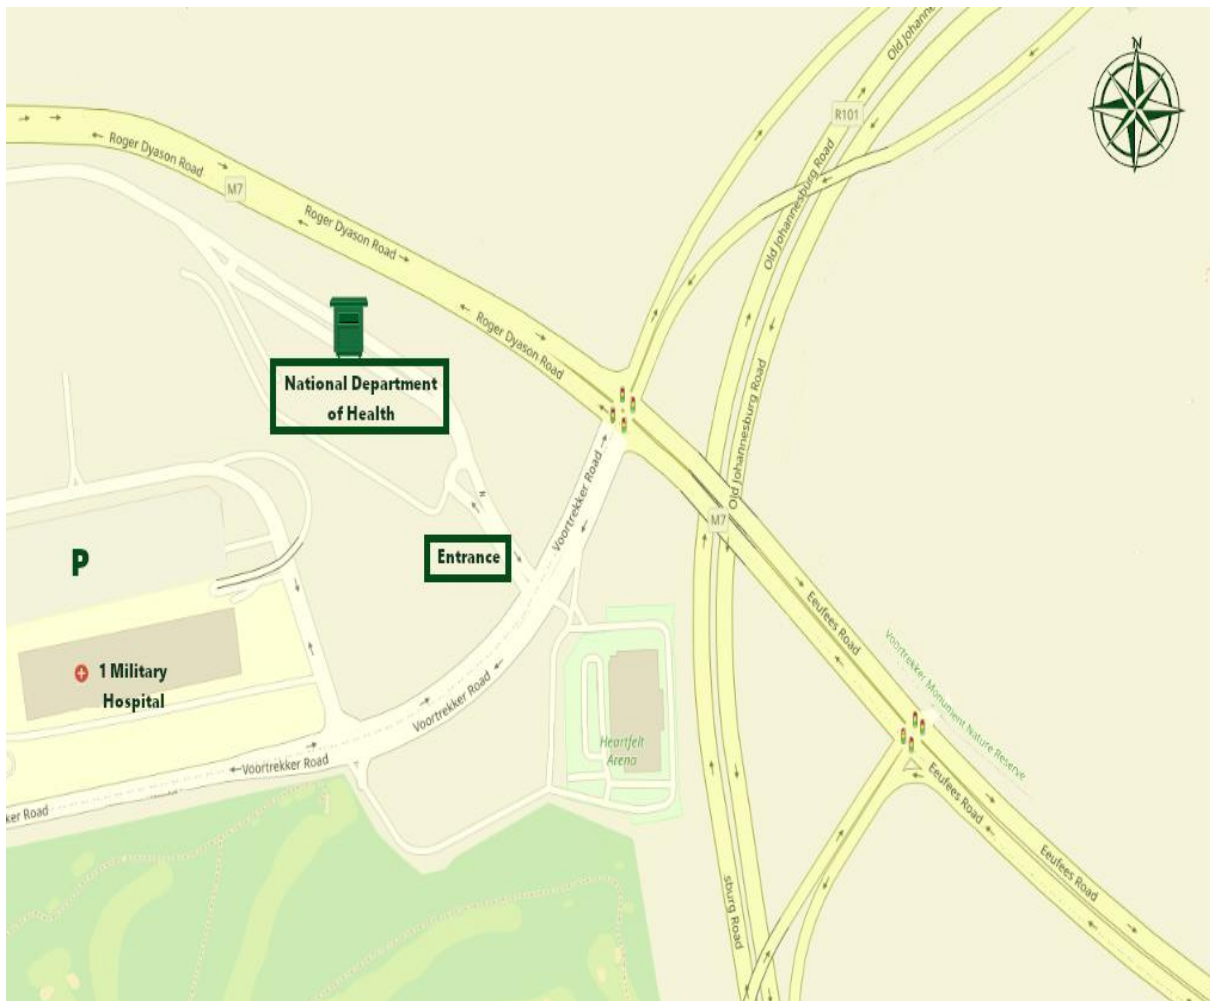 N
Old Johannes
R101
Roger Dyason Road
M7
Old Johannesburg Road
Roger Dyason Road
Roger Dyason Road
National Department
of Health
Old Johannesburg Road
Voortrekker Road
M7
Entrance
P
Eeufees Road
Voortrekker Monument Nature Reserve
1 Military
Hospital
Voortrekker Road
Heartfelt
Arena
Voortrekker Road
Eeufees Road
ker Road
Eeufees Road
sburg Road